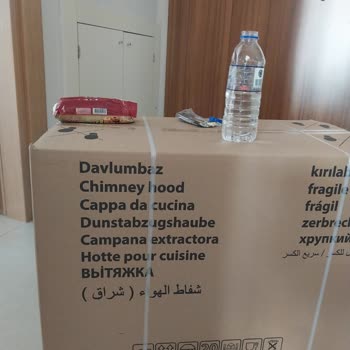 Davlumbaz
Chimney hood
Cappa da cucina
Dunstabzugshaube
Campana extractora
Hotte pour cuisine
ВЫТЯЖКА
شفاط الهواء ( شراق )
kırılab
fragile
frágil
zerbrech
хрупкий